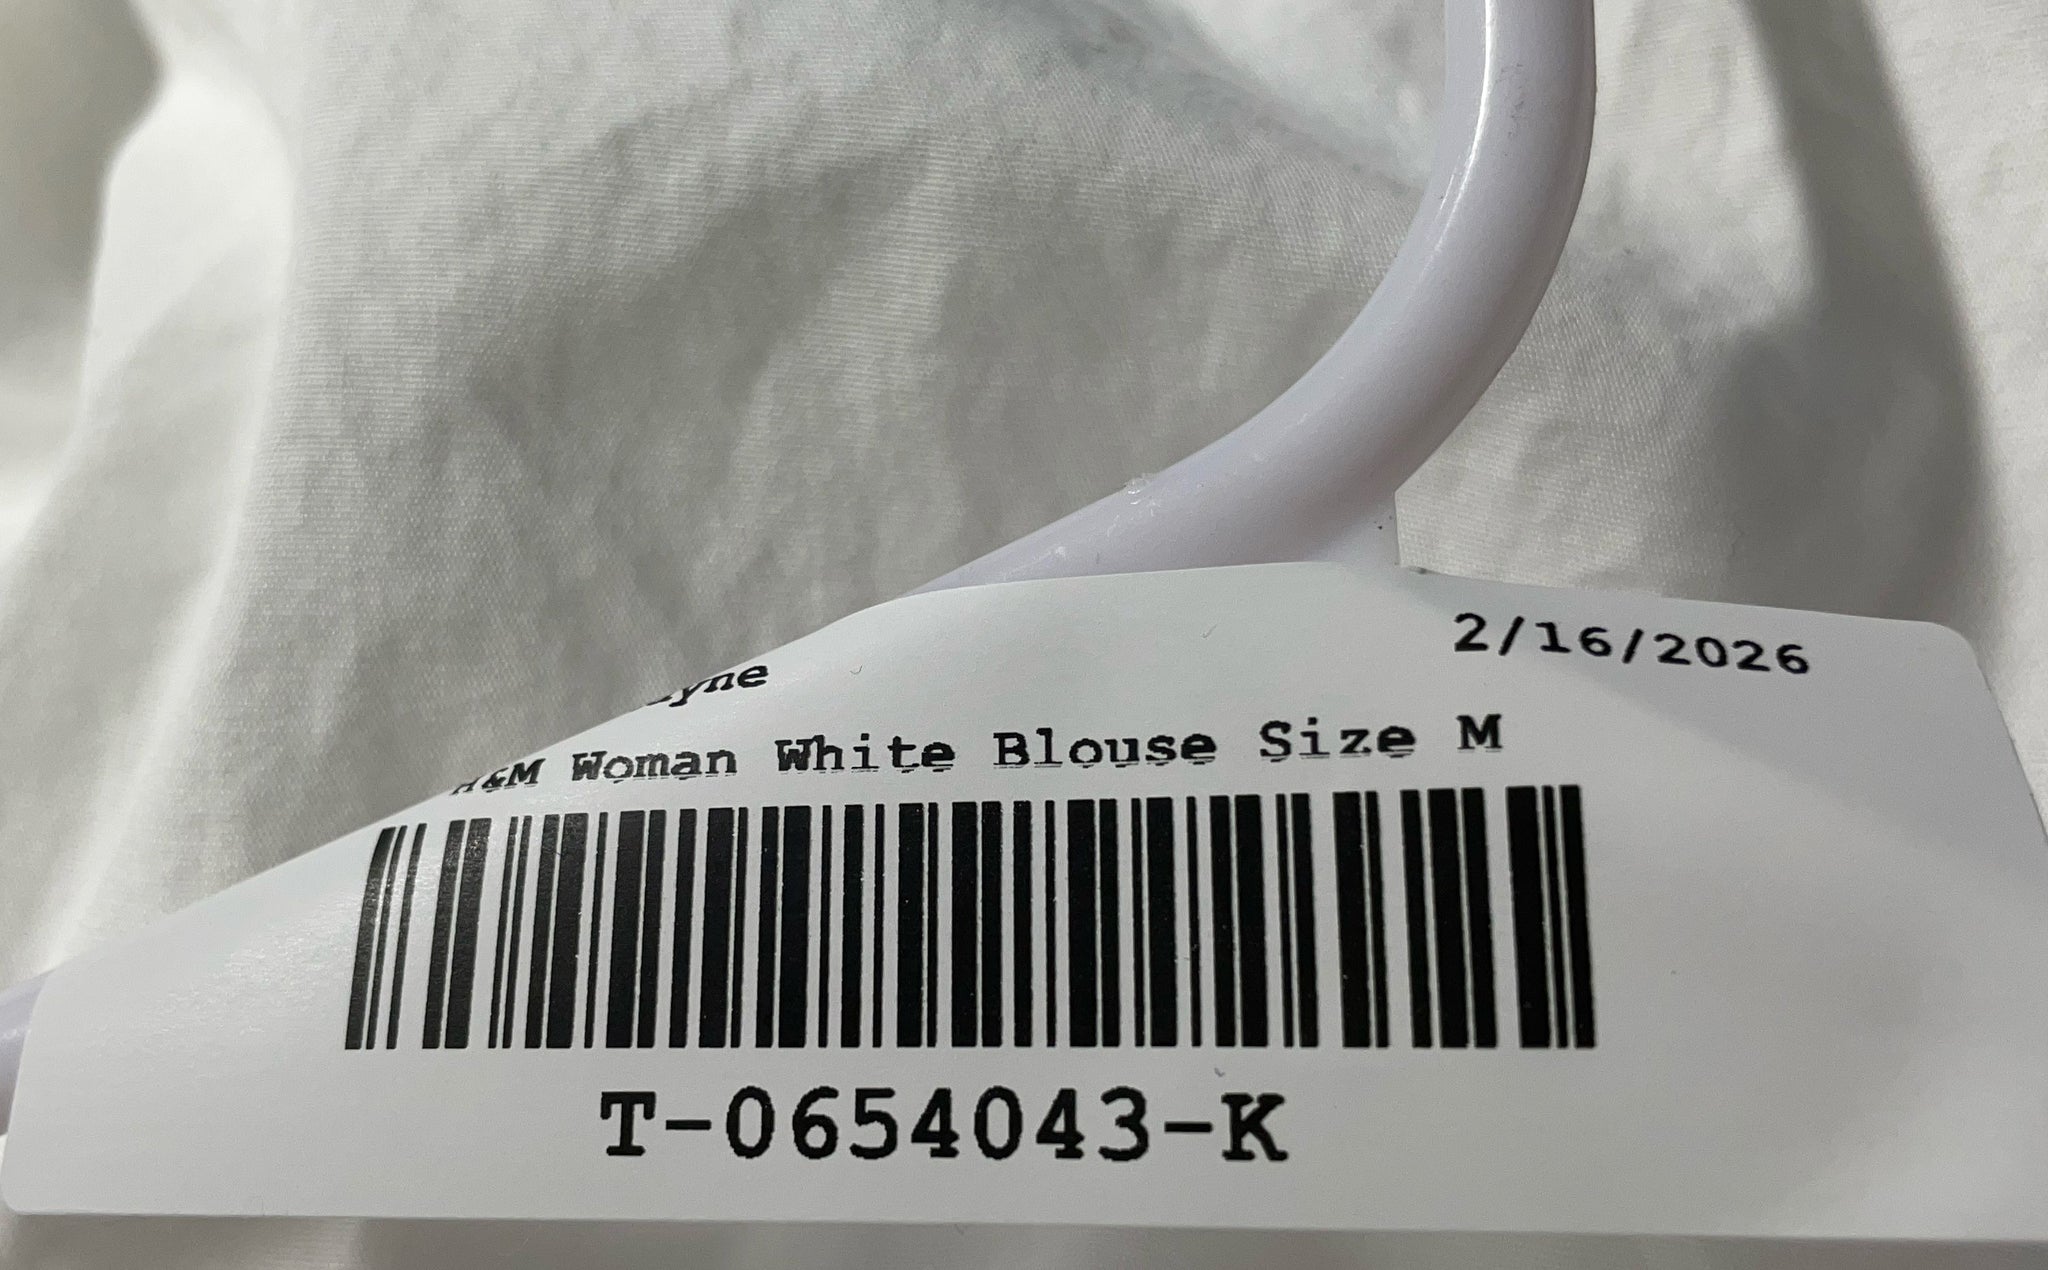 2/16/2026
H&M Woman White Blouse Size M
T-0654043-K